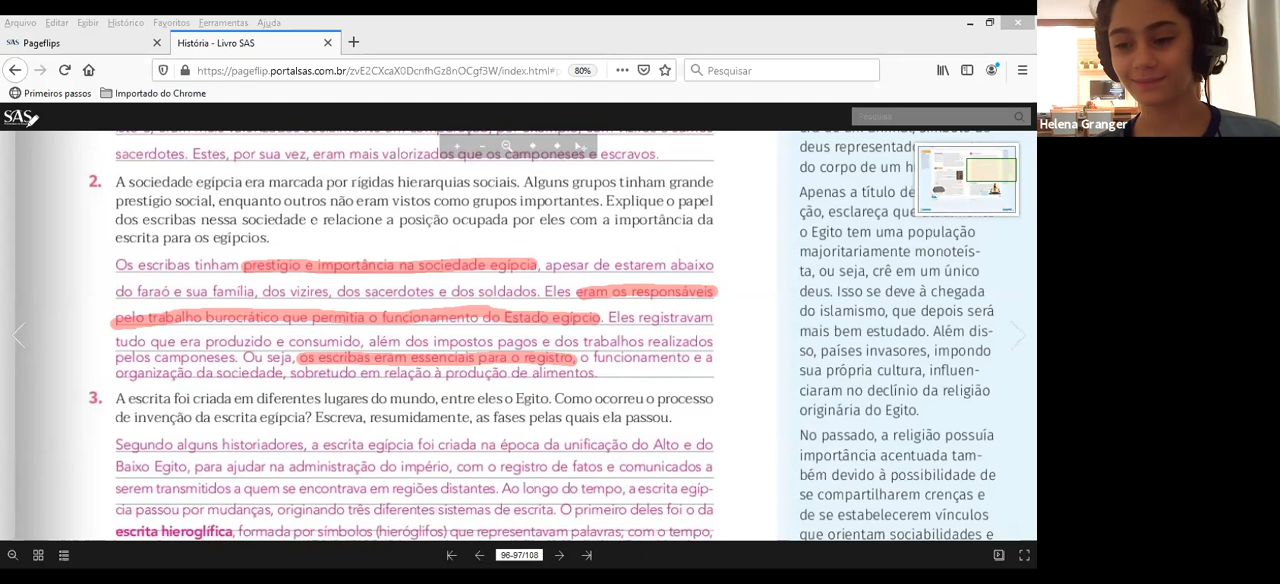 Arquivo Editar Exibir Histórico Favoritos Ferramentas Ajuda
SAS Pageflips
História - Livro SAS
https://pageflip.portalsas.com.br/zvE2CXcaX0DcnfhGz8nOCgf3W/index.html#p
80%
Pesquisar
Primeiros passos
Importado do Chrome
SAS
Pesquisa
Helena Granger
sacerdotes. Estes, por sua vez, eram mais valorizados que os camponeses e escravos.
2. A sociedade egípcia era marcada por rígidas hierarquias sociais. Alguns grupos tinham grande
prestígio social, enquanto outros não eram vistos como grupos importantes. Explique o papel
dos escribas nessa sociedade e relacione a posição ocupada por eles com a importância da
escrita para os egípcios.
Os escribas tinham prestígio e importância na sociedade egípcia, apesar de estarem abaixo
do faraó e sua família, dos vizires, dos sacerdotes e dos soldados. Eles eram os responsáveis
pelo trabalho burocrático que permitia o funcionamento do Estado egípcio. Eles registravam
tudo que era produzido e consumido, além dos impostos pagos e dos trabalhos realizados
pelos camponeses. Ou seja, os escribas eram essenciais para o registro, o funcionamento e a
organização da sociedade, sobretudo em relação à produção de alimentos.
3. A escrita foi criada em diferentes lugares do mundo, entre eles o Egito. Como ocorreu o processo
de invenção da escrita egípcia? Escreva, resumidamente, as fases pelas quais ela passou.
Segundo alguns historiadores, a escrita egípcia foi criada na época da unificação do Alto e do
Baixo Egito, para ajudar na administração do império, com o registro de fatos e comunicados a
serem transmitidos a quem se encontrava em regiões distantes. Ao longo do tempo, a escrita egíp-
cia passou por mudanças, originando três diferentes sistemas de escrita. O primeiro deles foi o da
escrita hieroglífica, formada por símbolos (hieróglifos) que representavam palavras; com o tempo,
deus representad
do corpo de um h
Apenas a título de
ção, esclareça que
o Egito tem uma população
majoritariamente monoteís-
ta, ou seja, crê em um único
deus. Isso se deve à chegada
do islamismo, que depois será
mais bem estudado. Além dis-
so, países invasores, impondo
sua própria cultura, influen-
ciaram no declínio da religião
originária do Egito.
No passado, a religião possuía
importância acentuada tam-
bém devido à possibilidade de
se compartilharem crenças e
de se estabelecerem vínculos
que orientam sociabilidades e
96-97/108